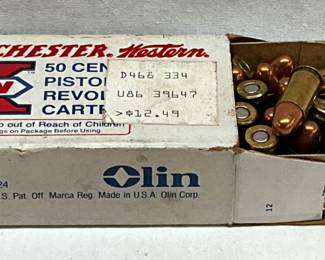 CHESTER. Western.
50 CEN
PISTO
REVOL
CARTR
D466 334
U86 39647
>$12.49
p out of Reach of Children
gs on Package Before Using.
24
Olin
S. Pat. Off. Marca Reg. Made in U.S.A. Olin Corp.
12